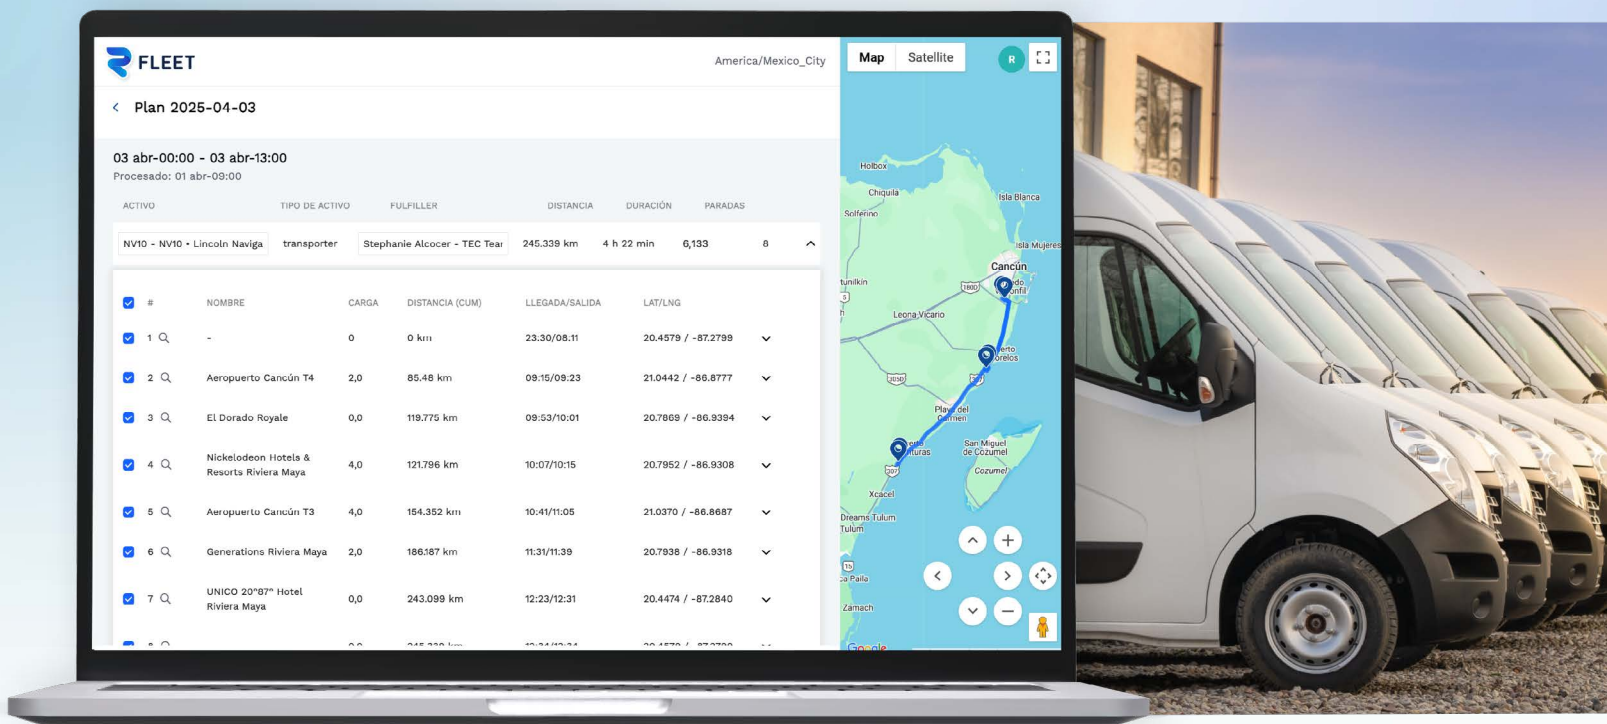 FLEET
America/Mexico_City
Plan 2025-04-03
03 abr-00:00 - 03 abr-13:00
Procesado: 01 abr-09:00
ACTIVO TIPO DE ACTIVO FULFILLER DISTANCIA DURACIÓN PARADAS
NV10 - NV10 • Lincoln Naviga transporter Stephanie Alcocer - TEC Tear 245.339 km 4 h 22 min 6,133 8
# NOMBRE CARGA DISTANCIA (CUM) LLEGADA/SALIDA LAT/LNG
1 - 0 0 km 23:30/08:11 20.4579 / -87.2799
2 Aeropuerto Cancún T4 2,0 85.48 km 09:15/09:23 21.0442 / -86.8777
3 El Dorado Royale 0,0 119.775 km 09:53/10:01 20.7869 / -86.9394
4 Nickelodeon Hotels &
Resorts Riviera Maya 4,0 121.796 km 10:07/10:15 20.7952 / -86.9308
5 Aeropuerto Cancún T3 4,0 154.352 km 10:41/11:05 21.0370 / -86.8687
6 Generations Riviera Maya 2,0 186.187 km 11:31/11:39 20.7938 / -86.9318
7 UNICO 20°87° Hotel
Riviera Maya 0,0 243.099 km 12:23/12:31 20.4474 / -87.2840
Map Satellite
R
Holbox
Chiquilá
Isla Blanca
Solferino
Isla Mujeres
Cancún
180D
5
Leona Vicario
305D
307
Playa del
Carmen
San Miguel
de Cozumel
Cozumel
307
Xcacel
Dreams Tulum
Tulum
15
Zamach
Google